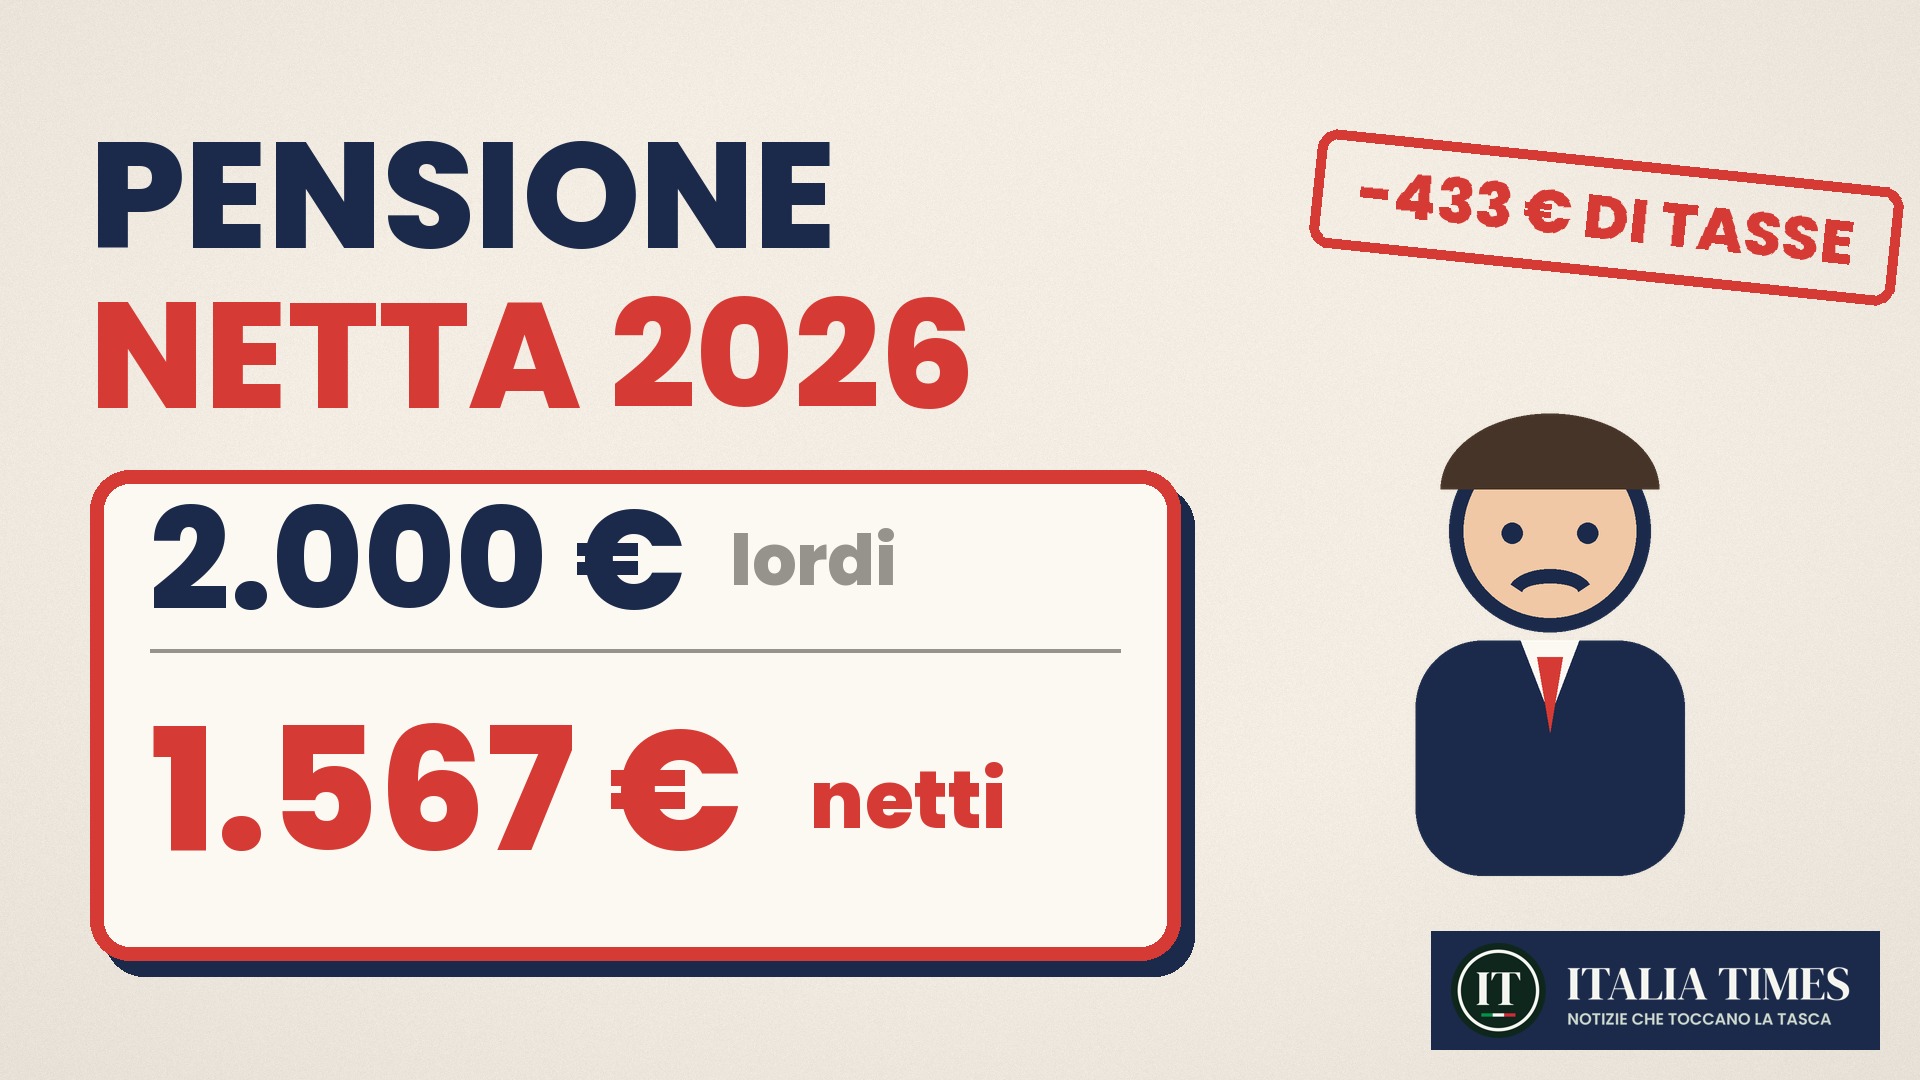 PENSIONE
NETTA 2026
−433 € DI TASSE
2.000 € lordi
1.567 € netti
IT
ITALIA TIMES
NOTIZIE CHE TOCCANO LA TASCA